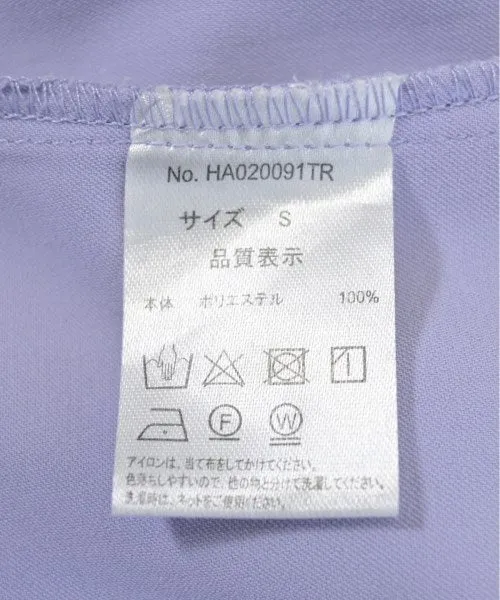 No. HA020091TR
サイズ S
品質表示
本体 ポリエステル 100%
F W
アイロンは、当て布をしてかけてください。
色落ちしやすいので、他の物と分けて洗濯してください。
洗濯時は、ネットをご使用ください。